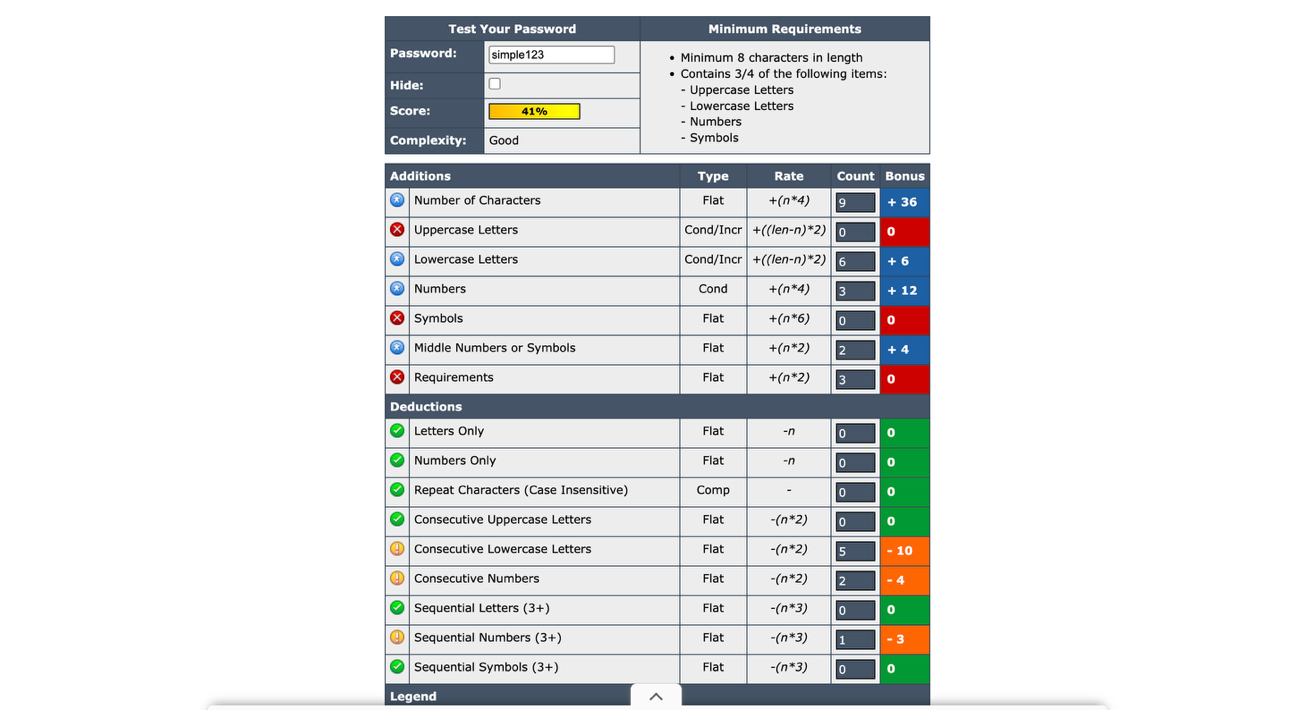 Test Your Password Minimum Requirements
Password: simple123
Hide:
Score: 41%
Complexity: Good
• Minimum 8 characters in length
• Contains 3/4 of the following items:
- Uppercase Letters
- Lowercase Letters
- Numbers
- Symbols
Additions Type Rate Count Bonus
Number of Characters Flat +(n*4) 9 + 36
Uppercase Letters Cond/Incr +((len-n)*2) 0 0
Lowercase Letters Cond/Incr +((len-n)*2) 6 + 6
Numbers Cond +(n*4) 3 + 12
Symbols Flat +(n*6) 0 0
Middle Numbers or Symbols Flat +(n*2) 2 + 4
Requirements Flat +(n*2) 3 0
Deductions
Letters Only Flat -n 0 0
Numbers Only Flat -n 0 0
Repeat Characters (Case Insensitive) Comp - 0 0
Consecutive Uppercase Letters Flat -(n*2) 0 0
Consecutive Lowercase Letters Flat -(n*2) 5 - 10
Consecutive Numbers Flat -(n*2) 2 - 4
Sequential Letters (3+) Flat -(n*3) 0 0
Sequential Numbers (3+) Flat -(n*3) 1 - 3
Sequential Symbols (3+) Flat -(n*3) 0 0
Legend